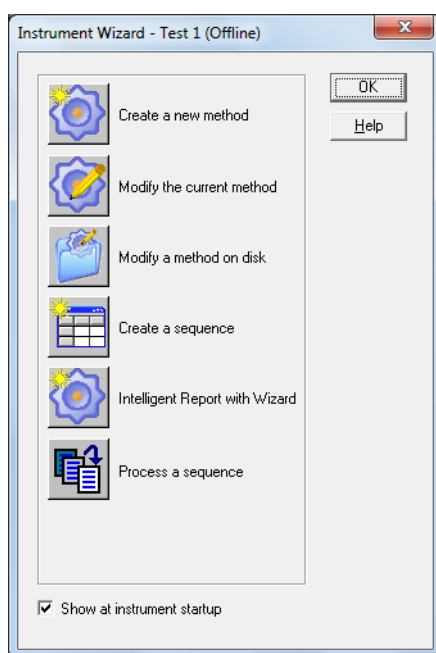 Instrument Wizard - Test 1 (Offline)
OK
Create a new method
Help
Modify the current method
Modify a method on disk
Create a sequence
Intelligent Report with Wizard
Process a sequence
Show at instrument startup